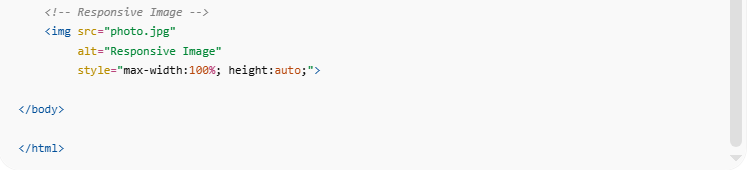 <!-- Responsive Image -->
<img src="photo.jpg"
alt="Responsive Image"
style="max-width:100%; height:auto;">
</body>
</html>